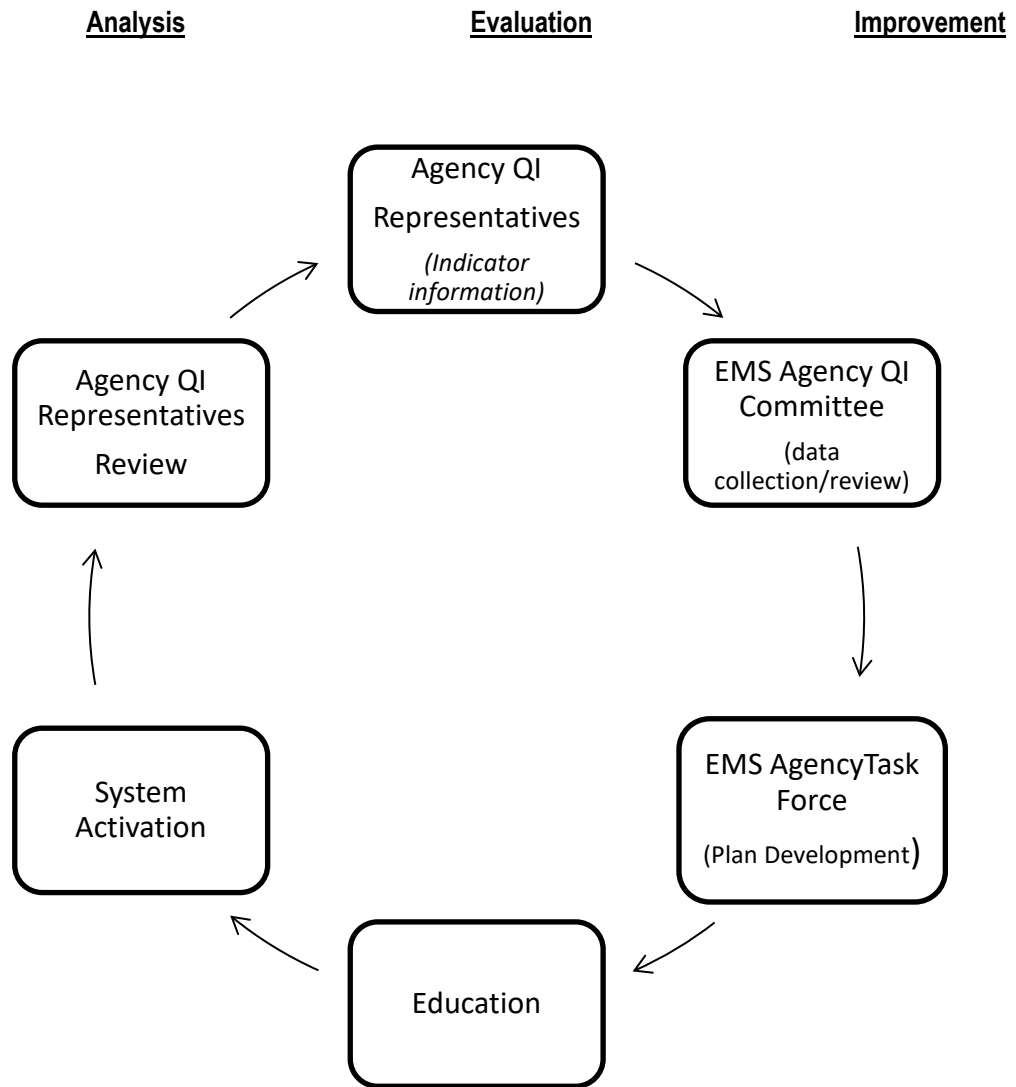 Analysis Evaluation Improvement
Agency QI
Representatives
(Indicator
information)
Agency QI
Representatives
Review
EMS Agency QI
Committee
(data
collection/review)
System
Activation
EMS AgencyTask
Force
(Plan Development)
Education